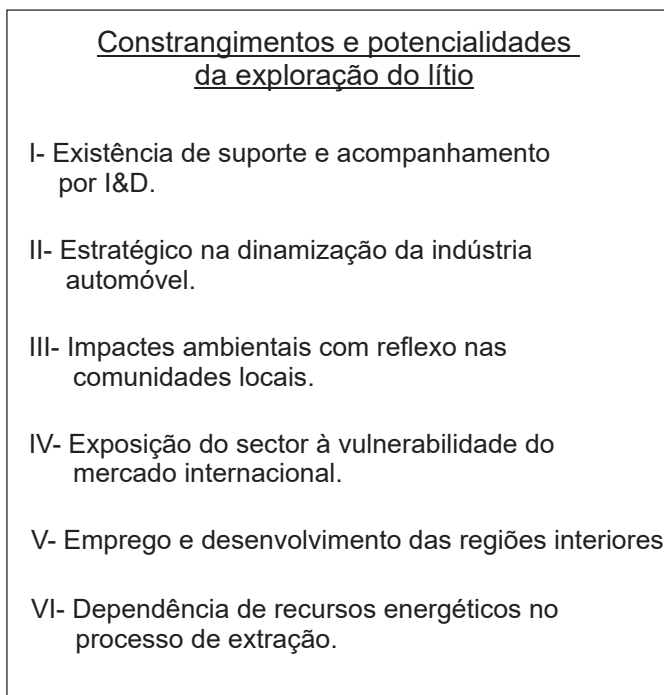 Constrangimentos e potencialidades
da exploração do lítio
I- Existência de suporte e acompanhamento
por I&D.
II- Estratégico na dinamização da indústria
automóvel.
III- Impactes ambientais com reflexo nas
comunidades locais.
IV- Exposição do sector à vulnerabilidade do
mercado internacional.
V- Emprego e desenvolvimento das regiões interiores
VI- Dependência de recursos energéticos no
processo de extração.